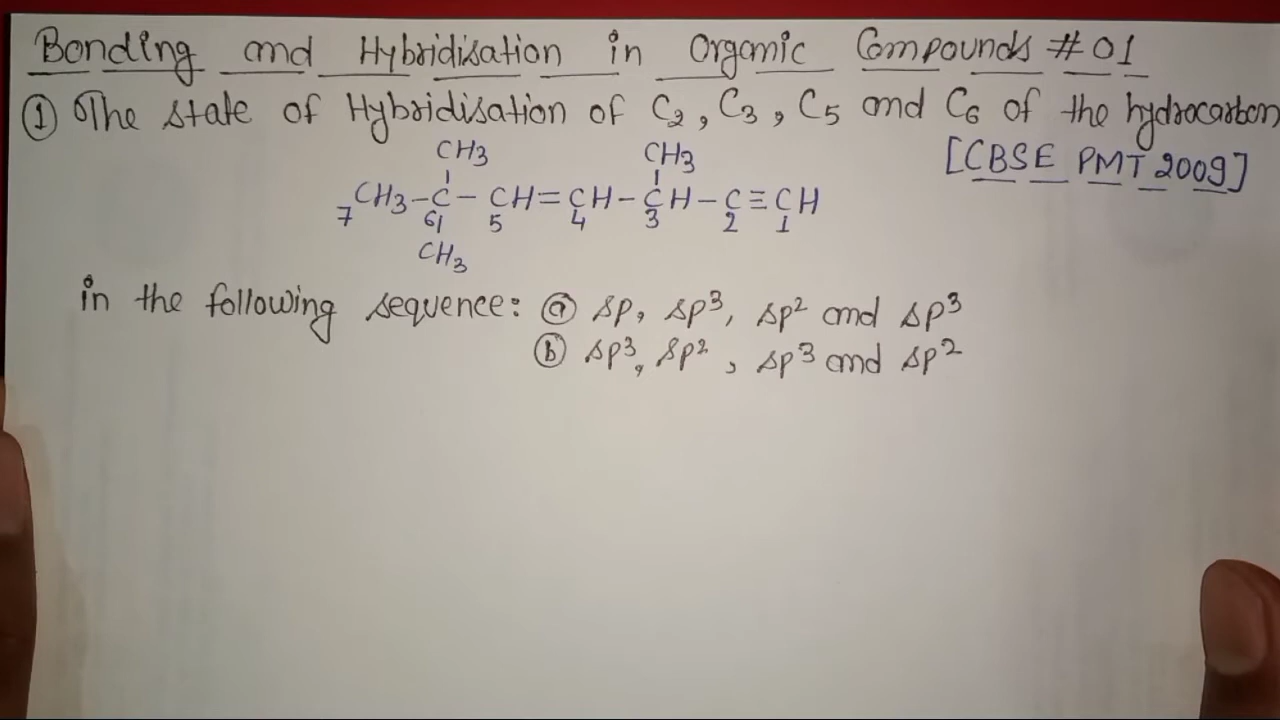 Bonding and Hybridisation in Organic Compounds #01
① The state of Hybridisation of C₂, C₃, C₅ and C₆ of the hydrocarbon
[CBSE PMT 2009]
CH₃ CH₃
CH₃-C-CH=CH-CH-C≡CH
7 6 5 4 3 2 1
CH₃
in the following sequence: ⓐ sp, sp³, sp² and sp³
ⓑ sp³, sp², sp³ and sp²